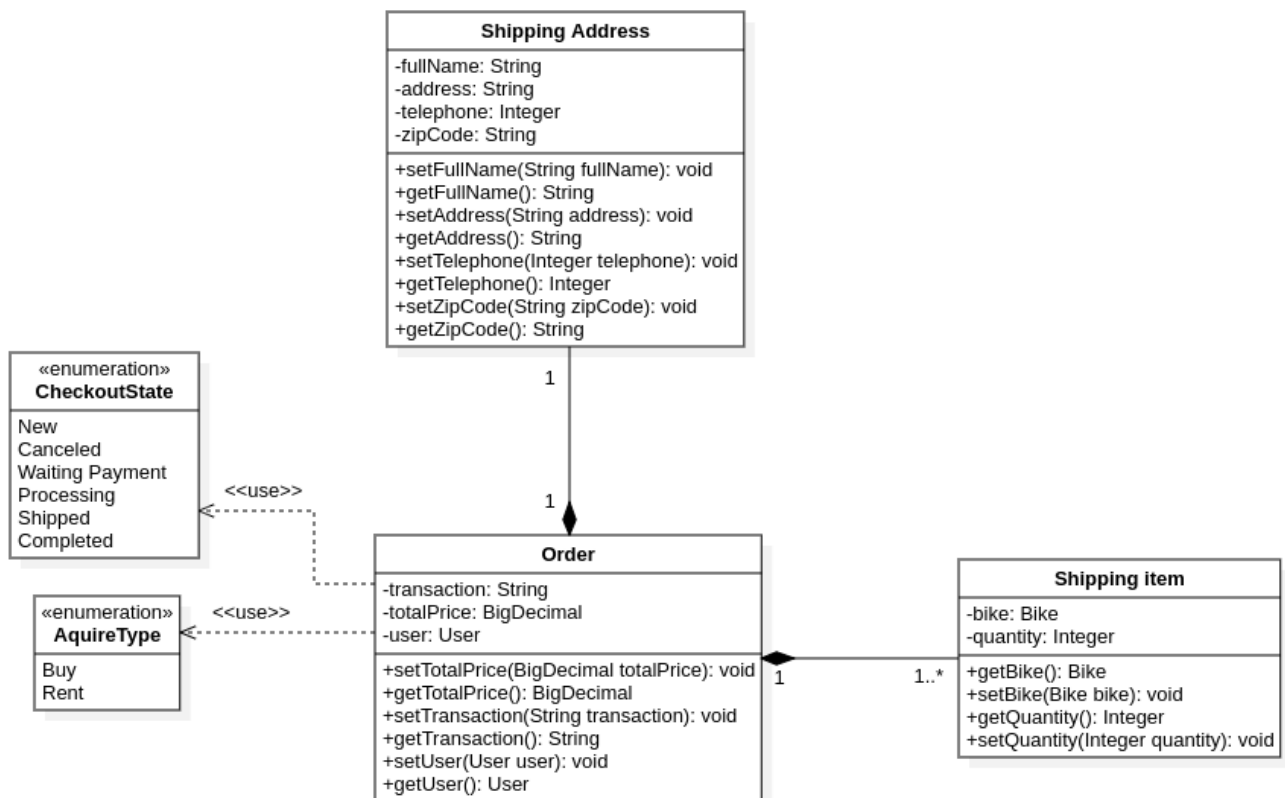 Shipping Address
-fullName: String
-address: String
-telephone: Integer
-zipCode: String
+setFullName(String fullName): void
+getFullName(): String
+setAddress(String address): void
+getAddress(): String
+setTelephone(Integer telephone): void
+getTelephone(): Integer
+setZipCode(String zipCode): void
+getZipCode(): String
1
«enumeration»
CheckoutState
New
Canceled
Waiting Payment
Processing
Shipped
Completed
<<use>>
1
«enumeration»
AquireType
Buy
Rent
<<use>>
Order
-transaction: String
-totalPrice: BigDecimal
-user: User
+setTotalPrice(BigDecimal totalPrice): void
+getTotalPrice(): BigDecimal
+setTransaction(String transaction): void
+getTransaction(): String
+setUser(User user): void
+getUser(): User
1
1..*
Shipping item
-bike: Bike
-quantity: Integer
+getBike(): Bike
+setBike(Bike bike): void
+getQuantity(): Integer
+setQuantity(Integer quantity): void